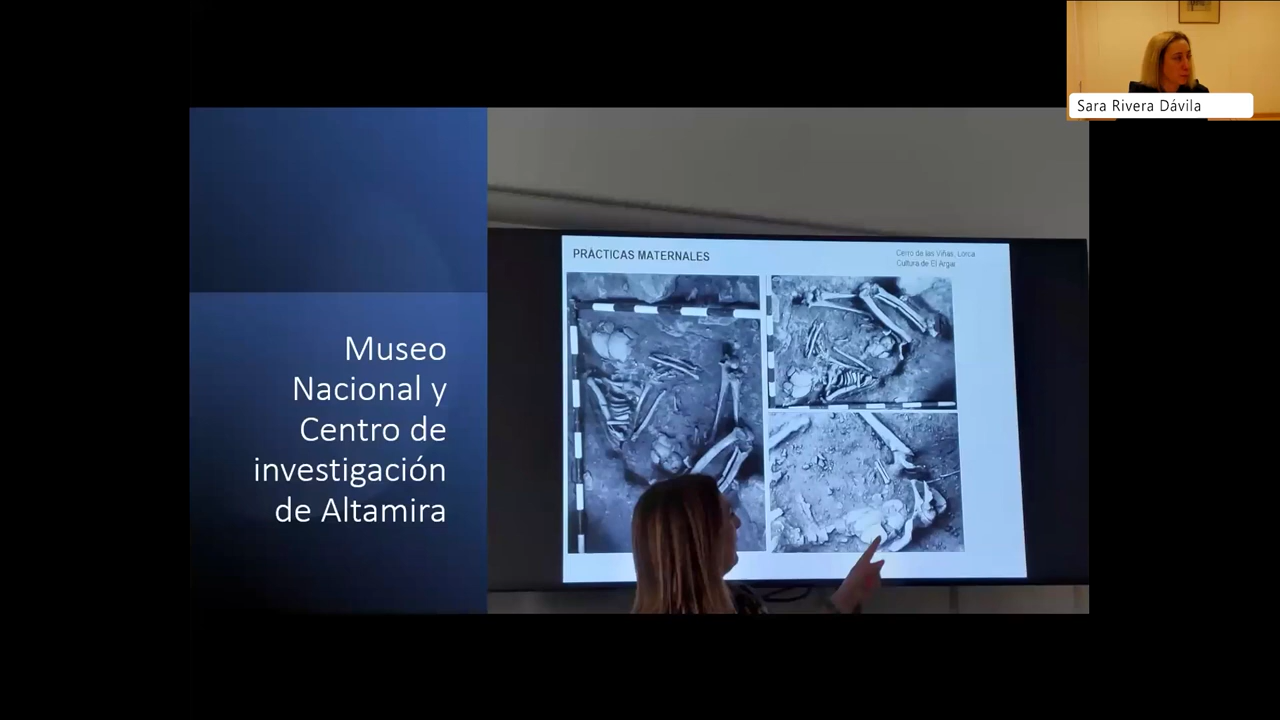 Sara Rivera Dávila
PRÀCTICAS MATERNALES
Cerro de las Viñas, Lorca
Cultura de El Argar
Museo
Nacional y
Centro de
investigación
de Altamira